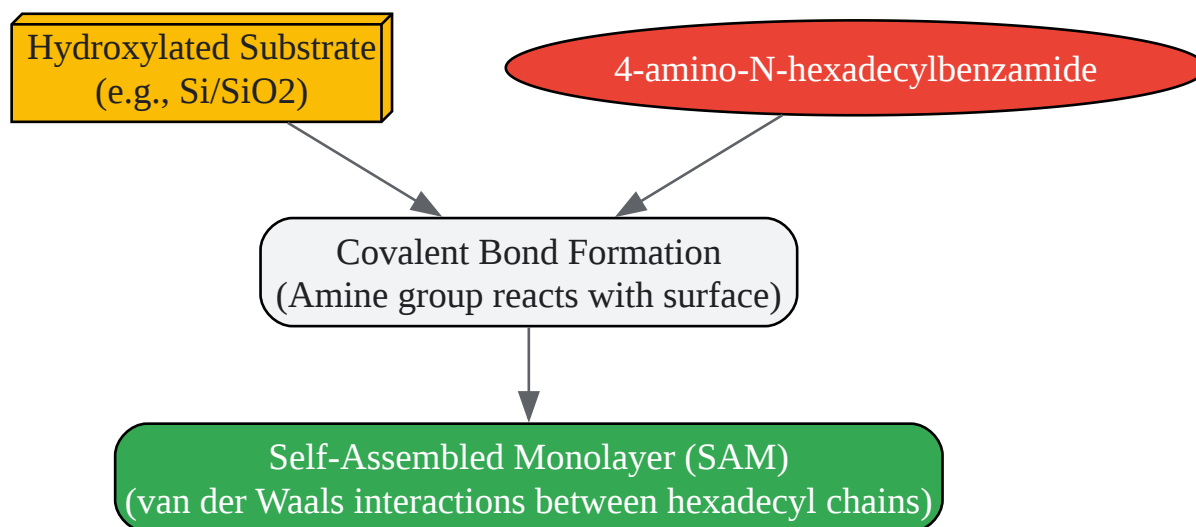 Hydroxylated Substrate
(e.g., Si/SiO2)
4-amino-N-hexadecylbenzamide
Covalent Bond Formation
(Amine group reacts with surface)
Self-Assembled Monolayer (SAM)
(van der Waals interactions between hexadecyl chains)